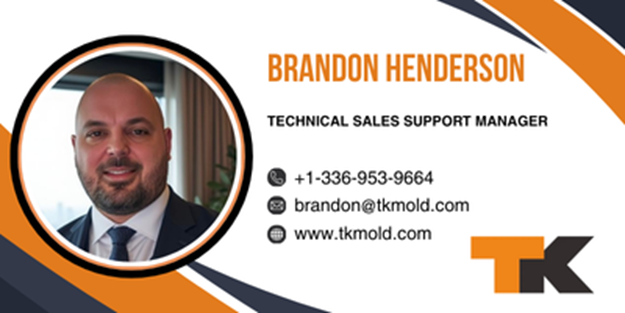 BRANDON HENDERSON
TECHNICAL SALES SUPPORT MANAGER
+1-336-953-9664
brandon@tkmold.com
www.tkmold.com
TK